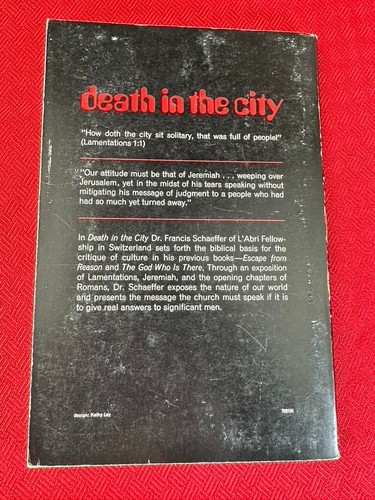 death in the city
"How doth the city sit solitary, that was full of people!"
(Lamentations 1:1)
"Our attitude must be that of Jeremiah . . . weeping over
Jerusalem, yet in the midst of his tears speaking without
mitigating his message of judgment to a people who had
had so much yet turned away."
In Death in the City Dr. Francis Schaeffer of L'Abri Fellow-
ship in Switzerland sets forth the biblical basis for the
critique of culture in his previous books—Escape from
Reason and The God Who Is There. Through an exposition
of Lamentations, Jeremiah, and the opening chapters of
Romans, Dr. Schaeffer exposes the nature of our world
and presents the message the church must speak if it is
to give real answers to significant men.
design: Kathy Lay